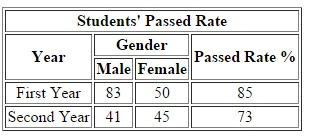 Students' Passed Rate
Year Gender Passed Rate %
Male Female
First Year 83 50 85
Second Year 41 45 73